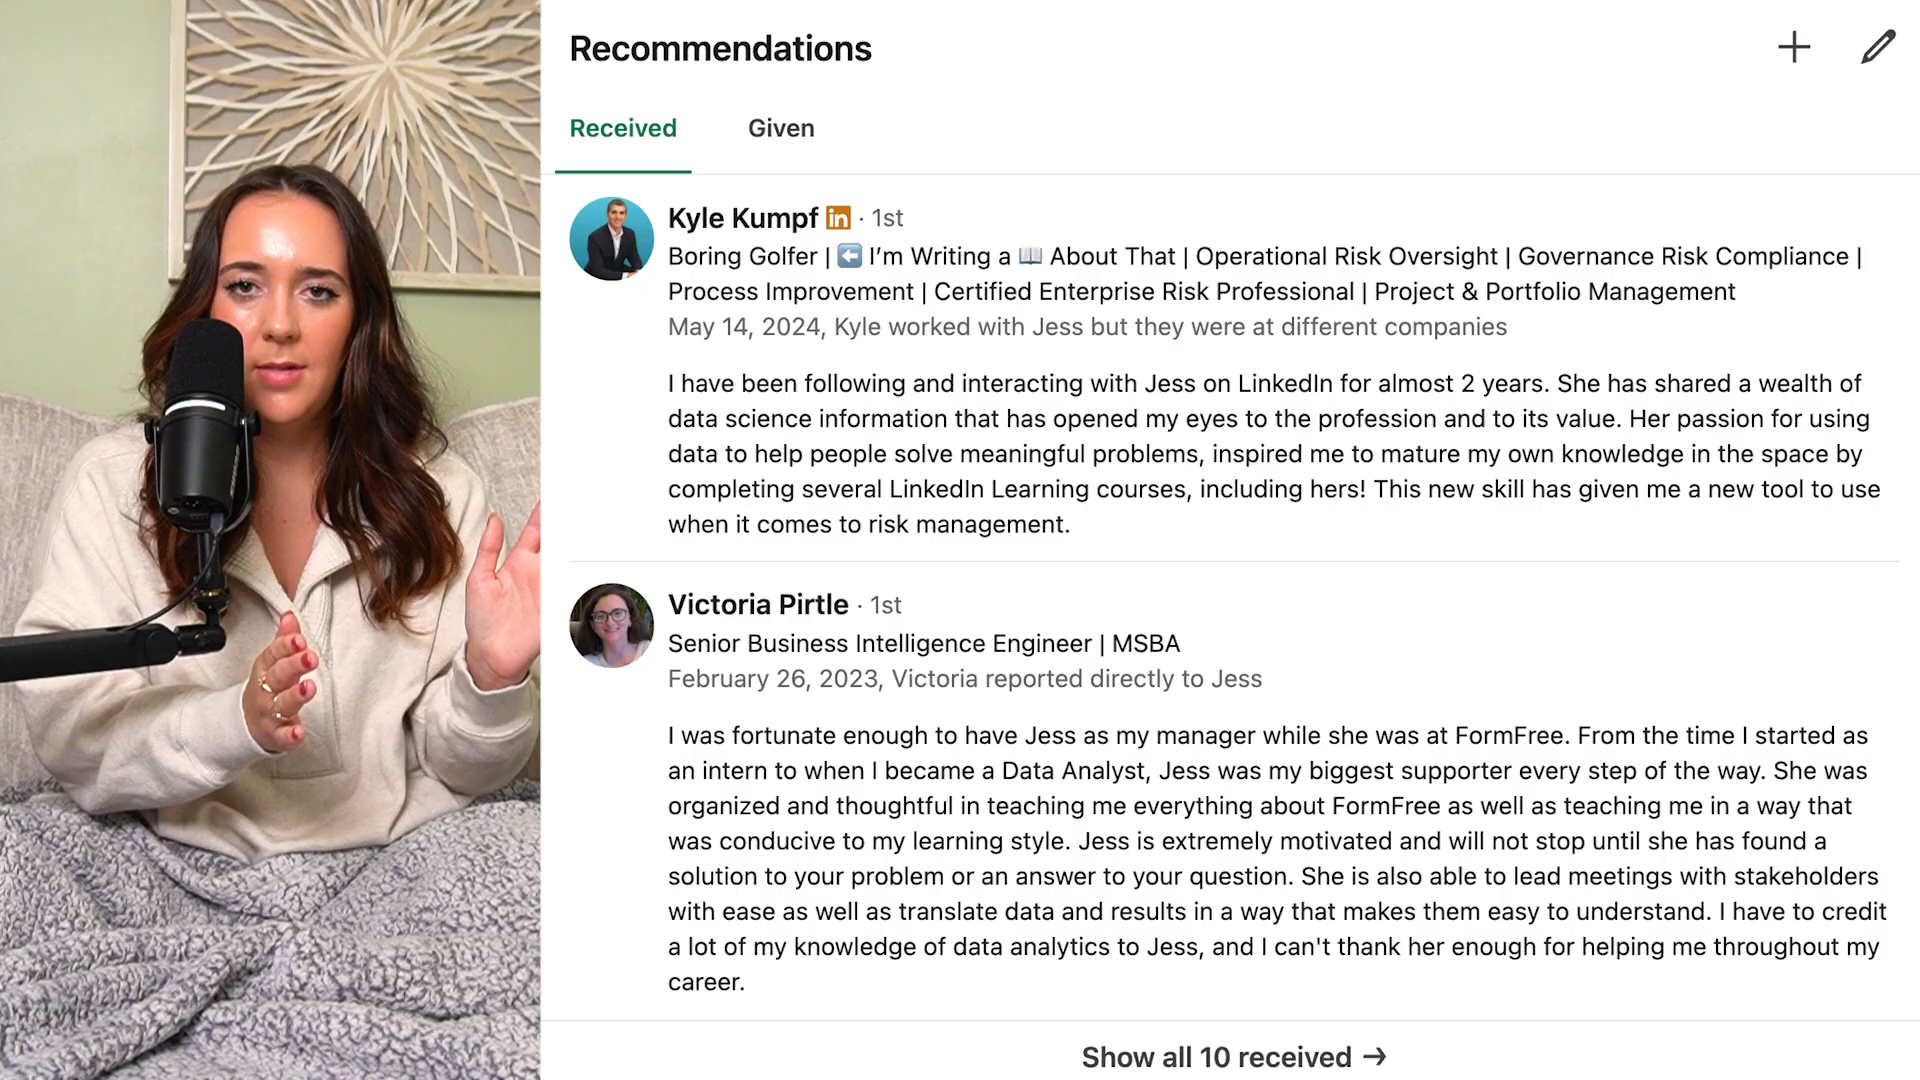 Recommendations
Received
Given
Kyle Kumpf in · 1st
Boring Golfer | ⬅️ I’m Writing a 📖 About That | Operational Risk Oversight | Governance Risk Compliance |
Process Improvement | Certified Enterprise Risk Professional | Project & Portfolio Management
May 14, 2024, Kyle worked with Jess but they were at different companies
I have been following and interacting with Jess on LinkedIn for almost 2 years. She has shared a wealth of
data science information that has opened my eyes to the profession and to its value. Her passion for using
data to help people solve meaningful problems, inspired me to mature my own knowledge in the space by
completing several LinkedIn Learning courses, including hers! This new skill has given me a new tool to use
when it comes to risk management.
Victoria Pirtle · 1st
Senior Business Intelligence Engineer | MSBA
February 26, 2023, Victoria reported directly to Jess
I was fortunate enough to have Jess as my manager while she was at FormFree. From the time I started as
an intern to when I became a Data Analyst, Jess was my biggest supporter every step of the way. She was
organized and thoughtful in teaching me everything about FormFree as well as teaching me in a way that
was conducive to my learning style. Jess is extremely motivated and will not stop until she has found a
solution to your problem or an answer to your question. She is also able to lead meetings with stakeholders
with ease as well as translate data and results in a way that makes them easy to understand. I have to credit
a lot of my knowledge of data analytics to Jess, and I can't thank her enough for helping me throughout my
career.
Show all 10 received →